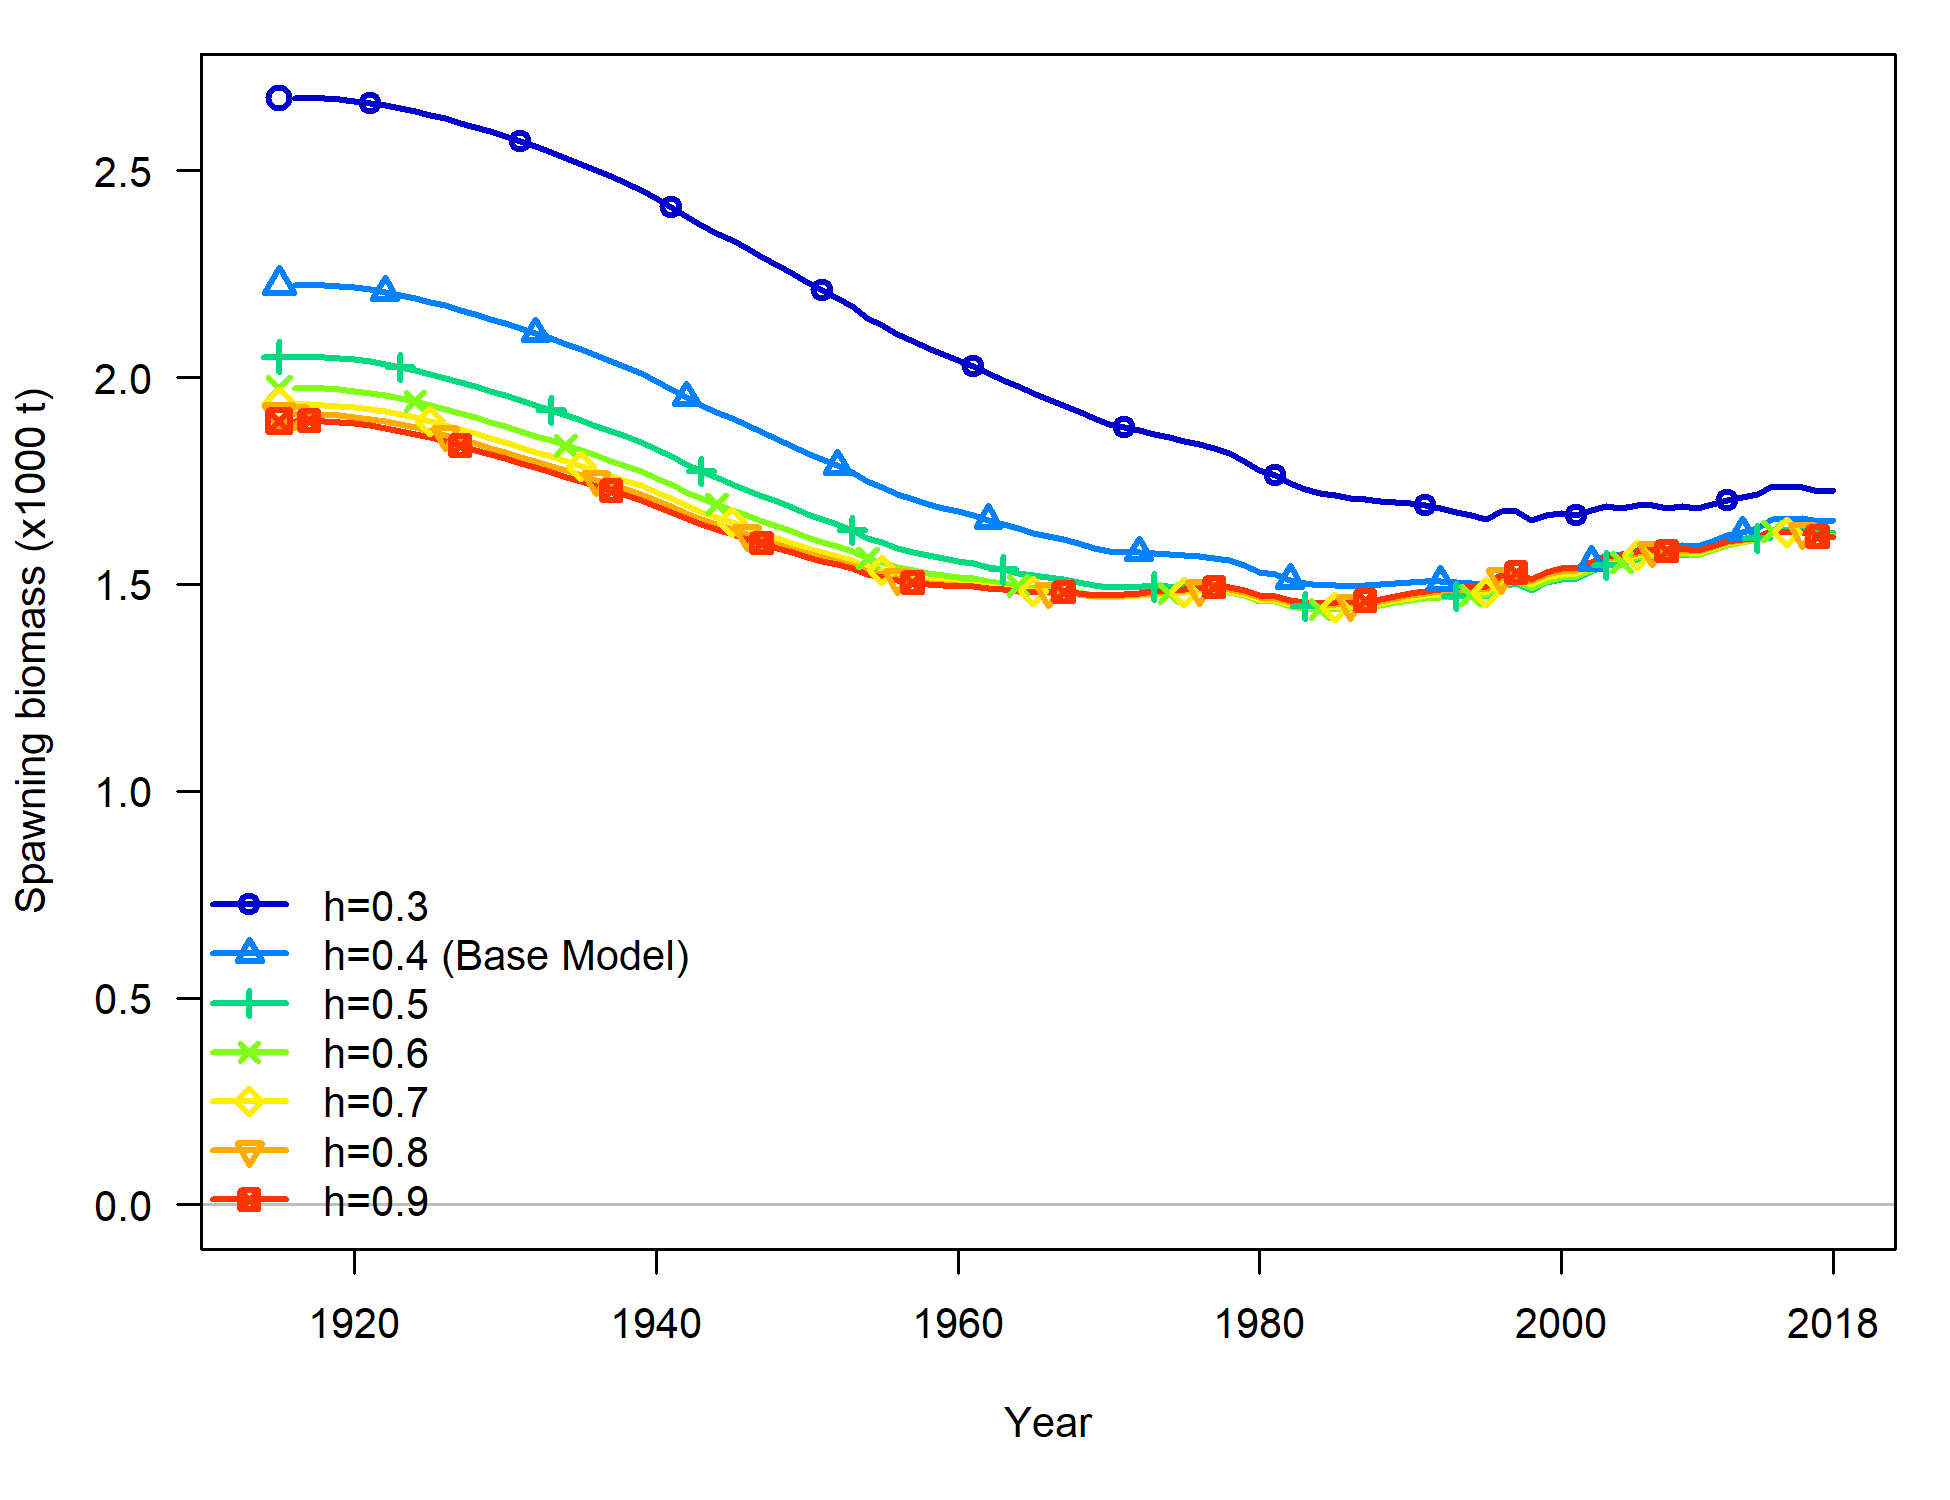 Spawning biomass (x1000 t)
2.5
2.0
1.5
1.0
0.5
0.0
h=0.3
h=0.4 (Base Model)
h=0.5
h=0.6
h=0.7
h=0.8
h=0.9
1920 1940 1960 1980 2000 2018
Year